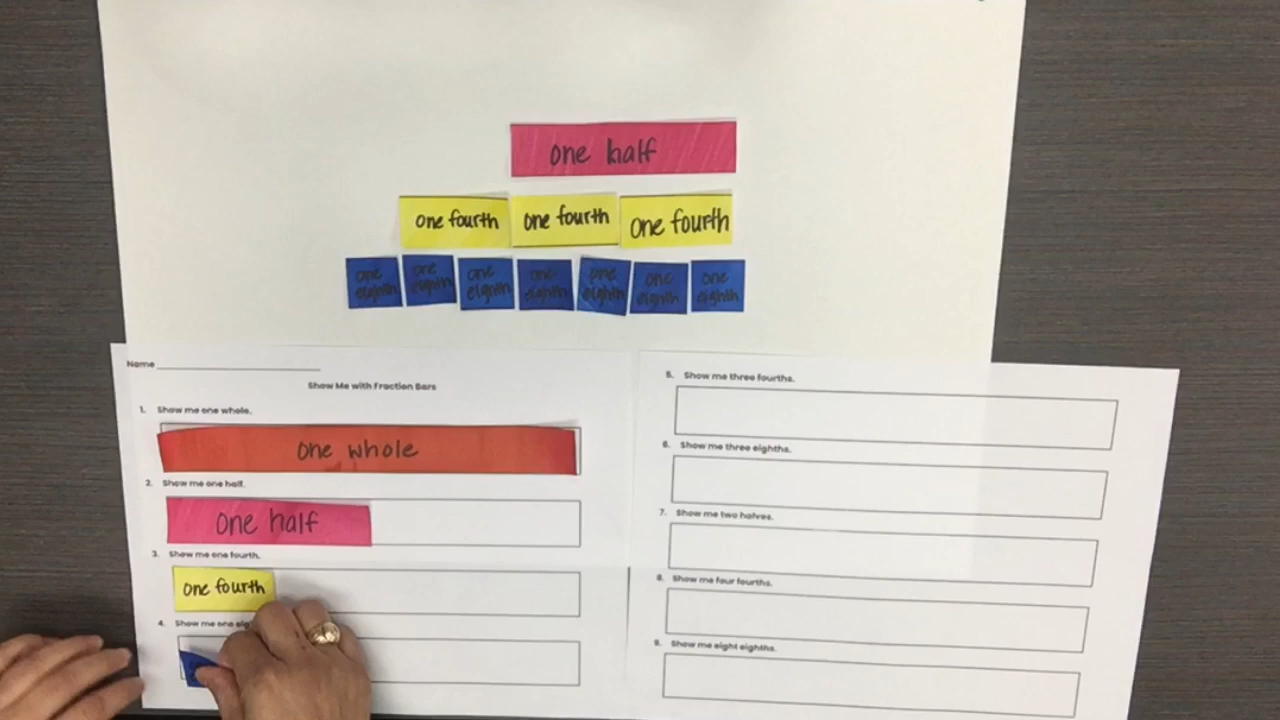 one half
one fourth one fourth one fourth
one eighth one eighth one eighth one eighth one eighth one eighth one eighth
Name
Show Me with Fraction Bars
1. Show me one whole.
one whole
2. Show me one half.
one half
3. Show me one fourth.
one fourth
4. Show me one
5. Show me three fourths.
6. Show me three eighths.
7. Show me two halves.
8. Show me four fourths.
9. Show me eight eighths.